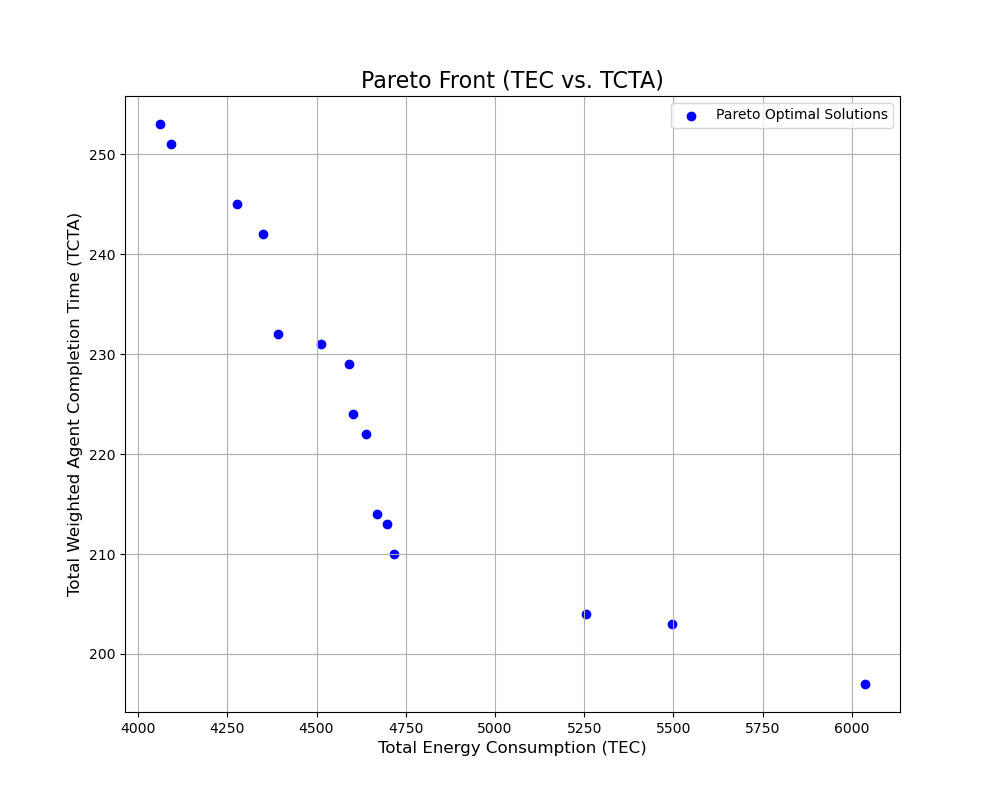 Pareto Front (TEC vs. TCTA)
Pareto Optimal Solutions
Total Weighted Agent Completion Time (TCTA)
250
240
230
220
210
200
4000 4250 4500 4750 5000 5250 5500 5750 6000
Total Energy Consumption (TEC)